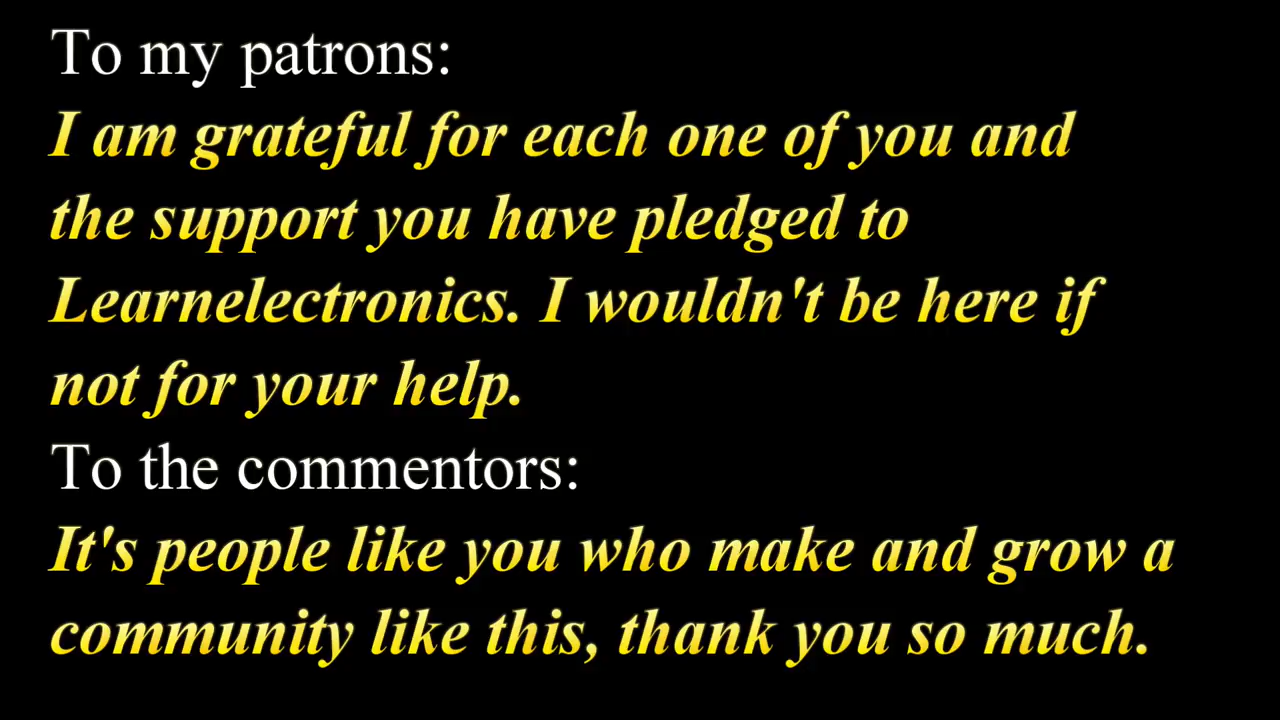 To my patrons:
I am grateful for each one of you and
the support you have pledged to
Learnelectronics. I wouldn't be here if
not for your help.
To the commentors:
It's people like you who make and grow a
community like this, thank you so much.